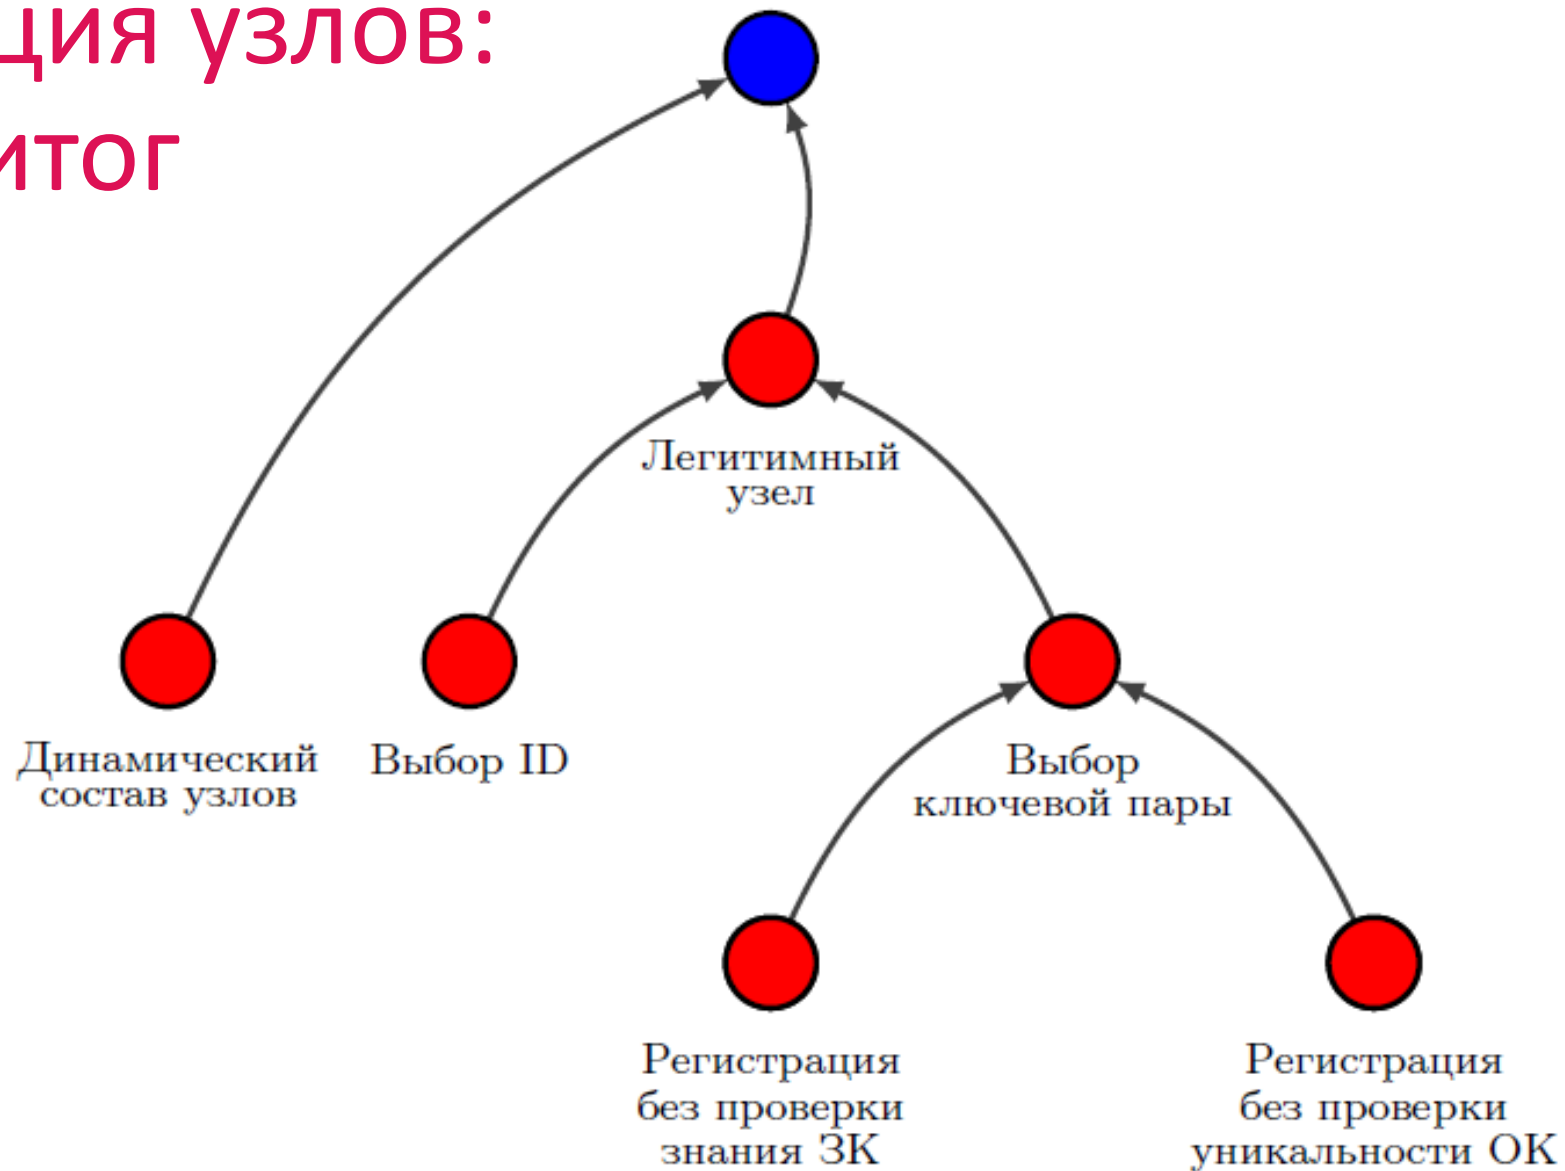 ция узлов:
итог
Легитимный
узел
Динамический
состав узлов
Выбор ID
Выбор
ключевой пары
Регистрация
без проверки
знания ЗК
Регистрация
без проверки
уникальности ОК